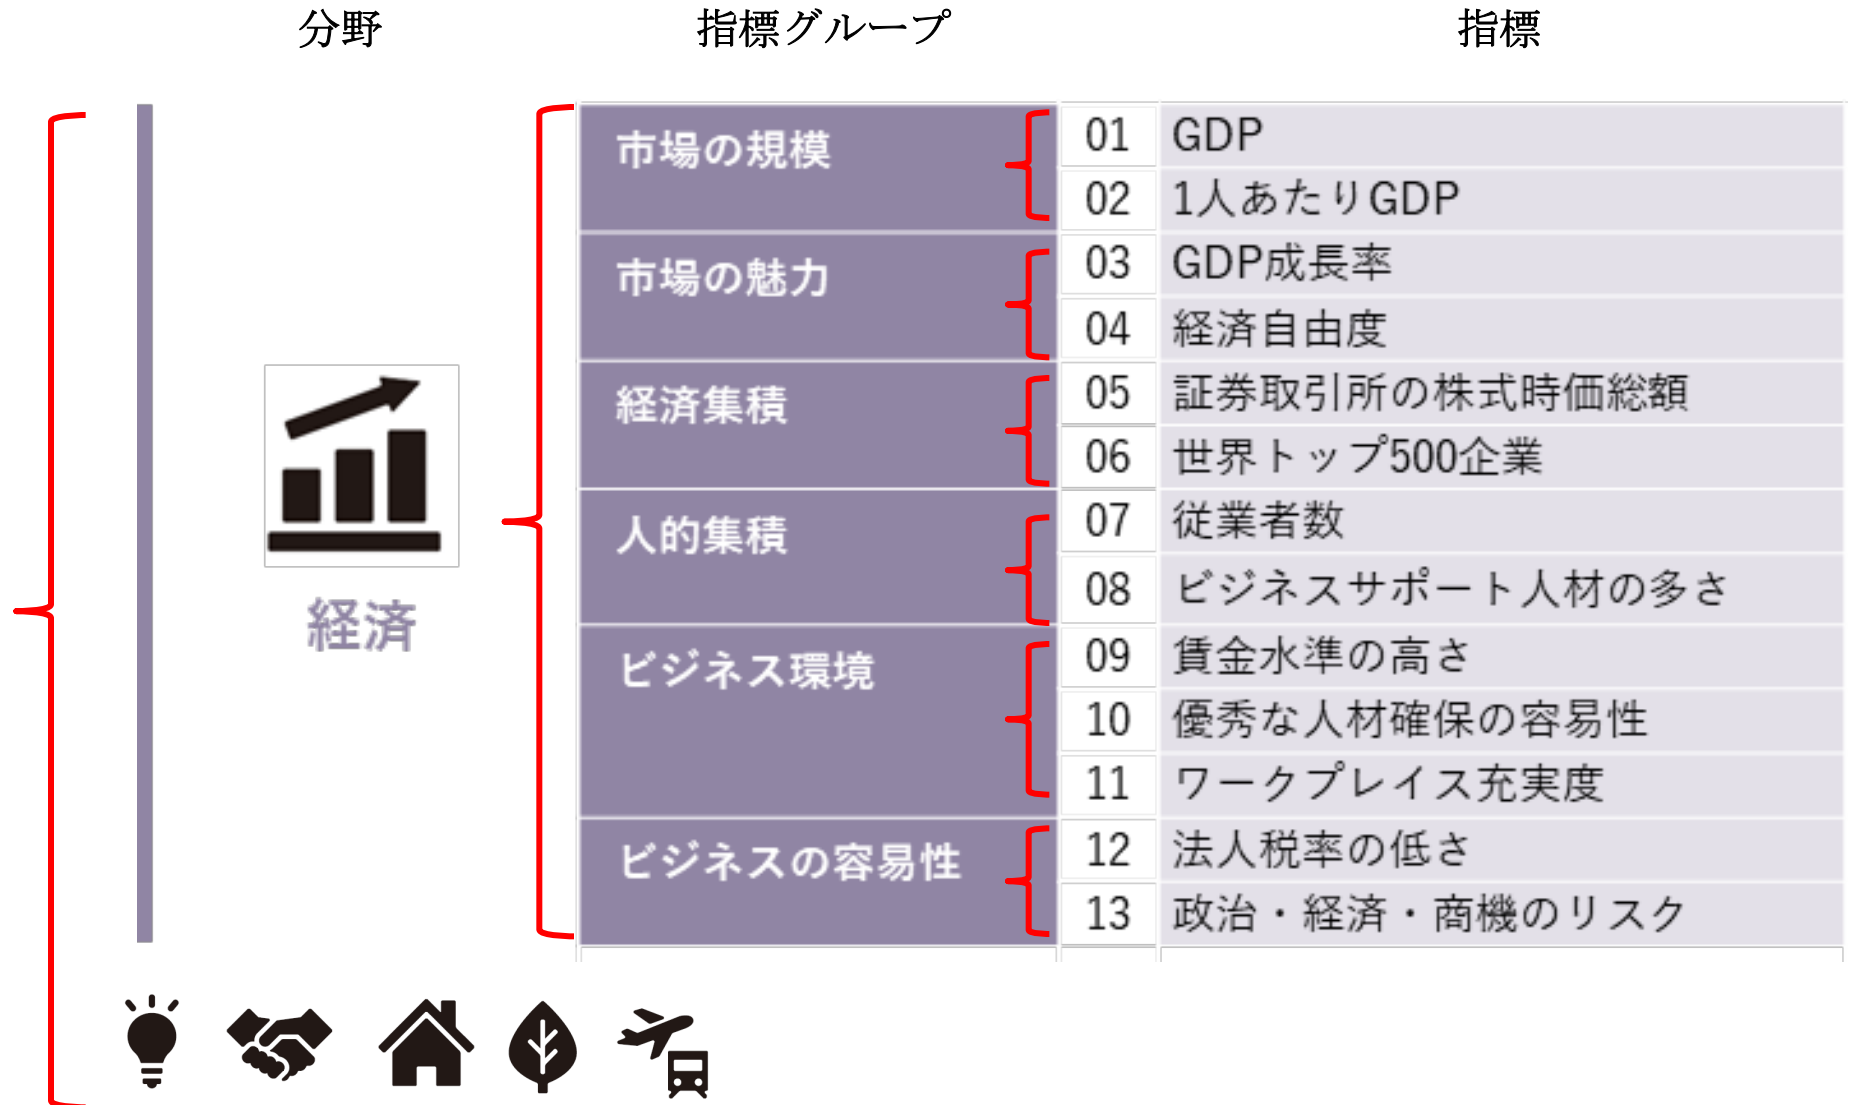 分野 指標グループ 指標
市場の規模 01 GDP
02 1人あたりGDP
市場の魅力 03 GDP成長率
04 経済自由度
経済集積 05 証券取引所の株式時価総額
06 世界トップ500企業
人的集積 07 従業者数
08 ビジネスサポート人材の多さ
経済
ビジネス環境 09 賃金水準の高さ
10 優秀な人材確保の容易性
11 ワークプレイス充実度
ビジネスの容易性 12 法人税率の低さ
13 政治・経済・商機のリスク